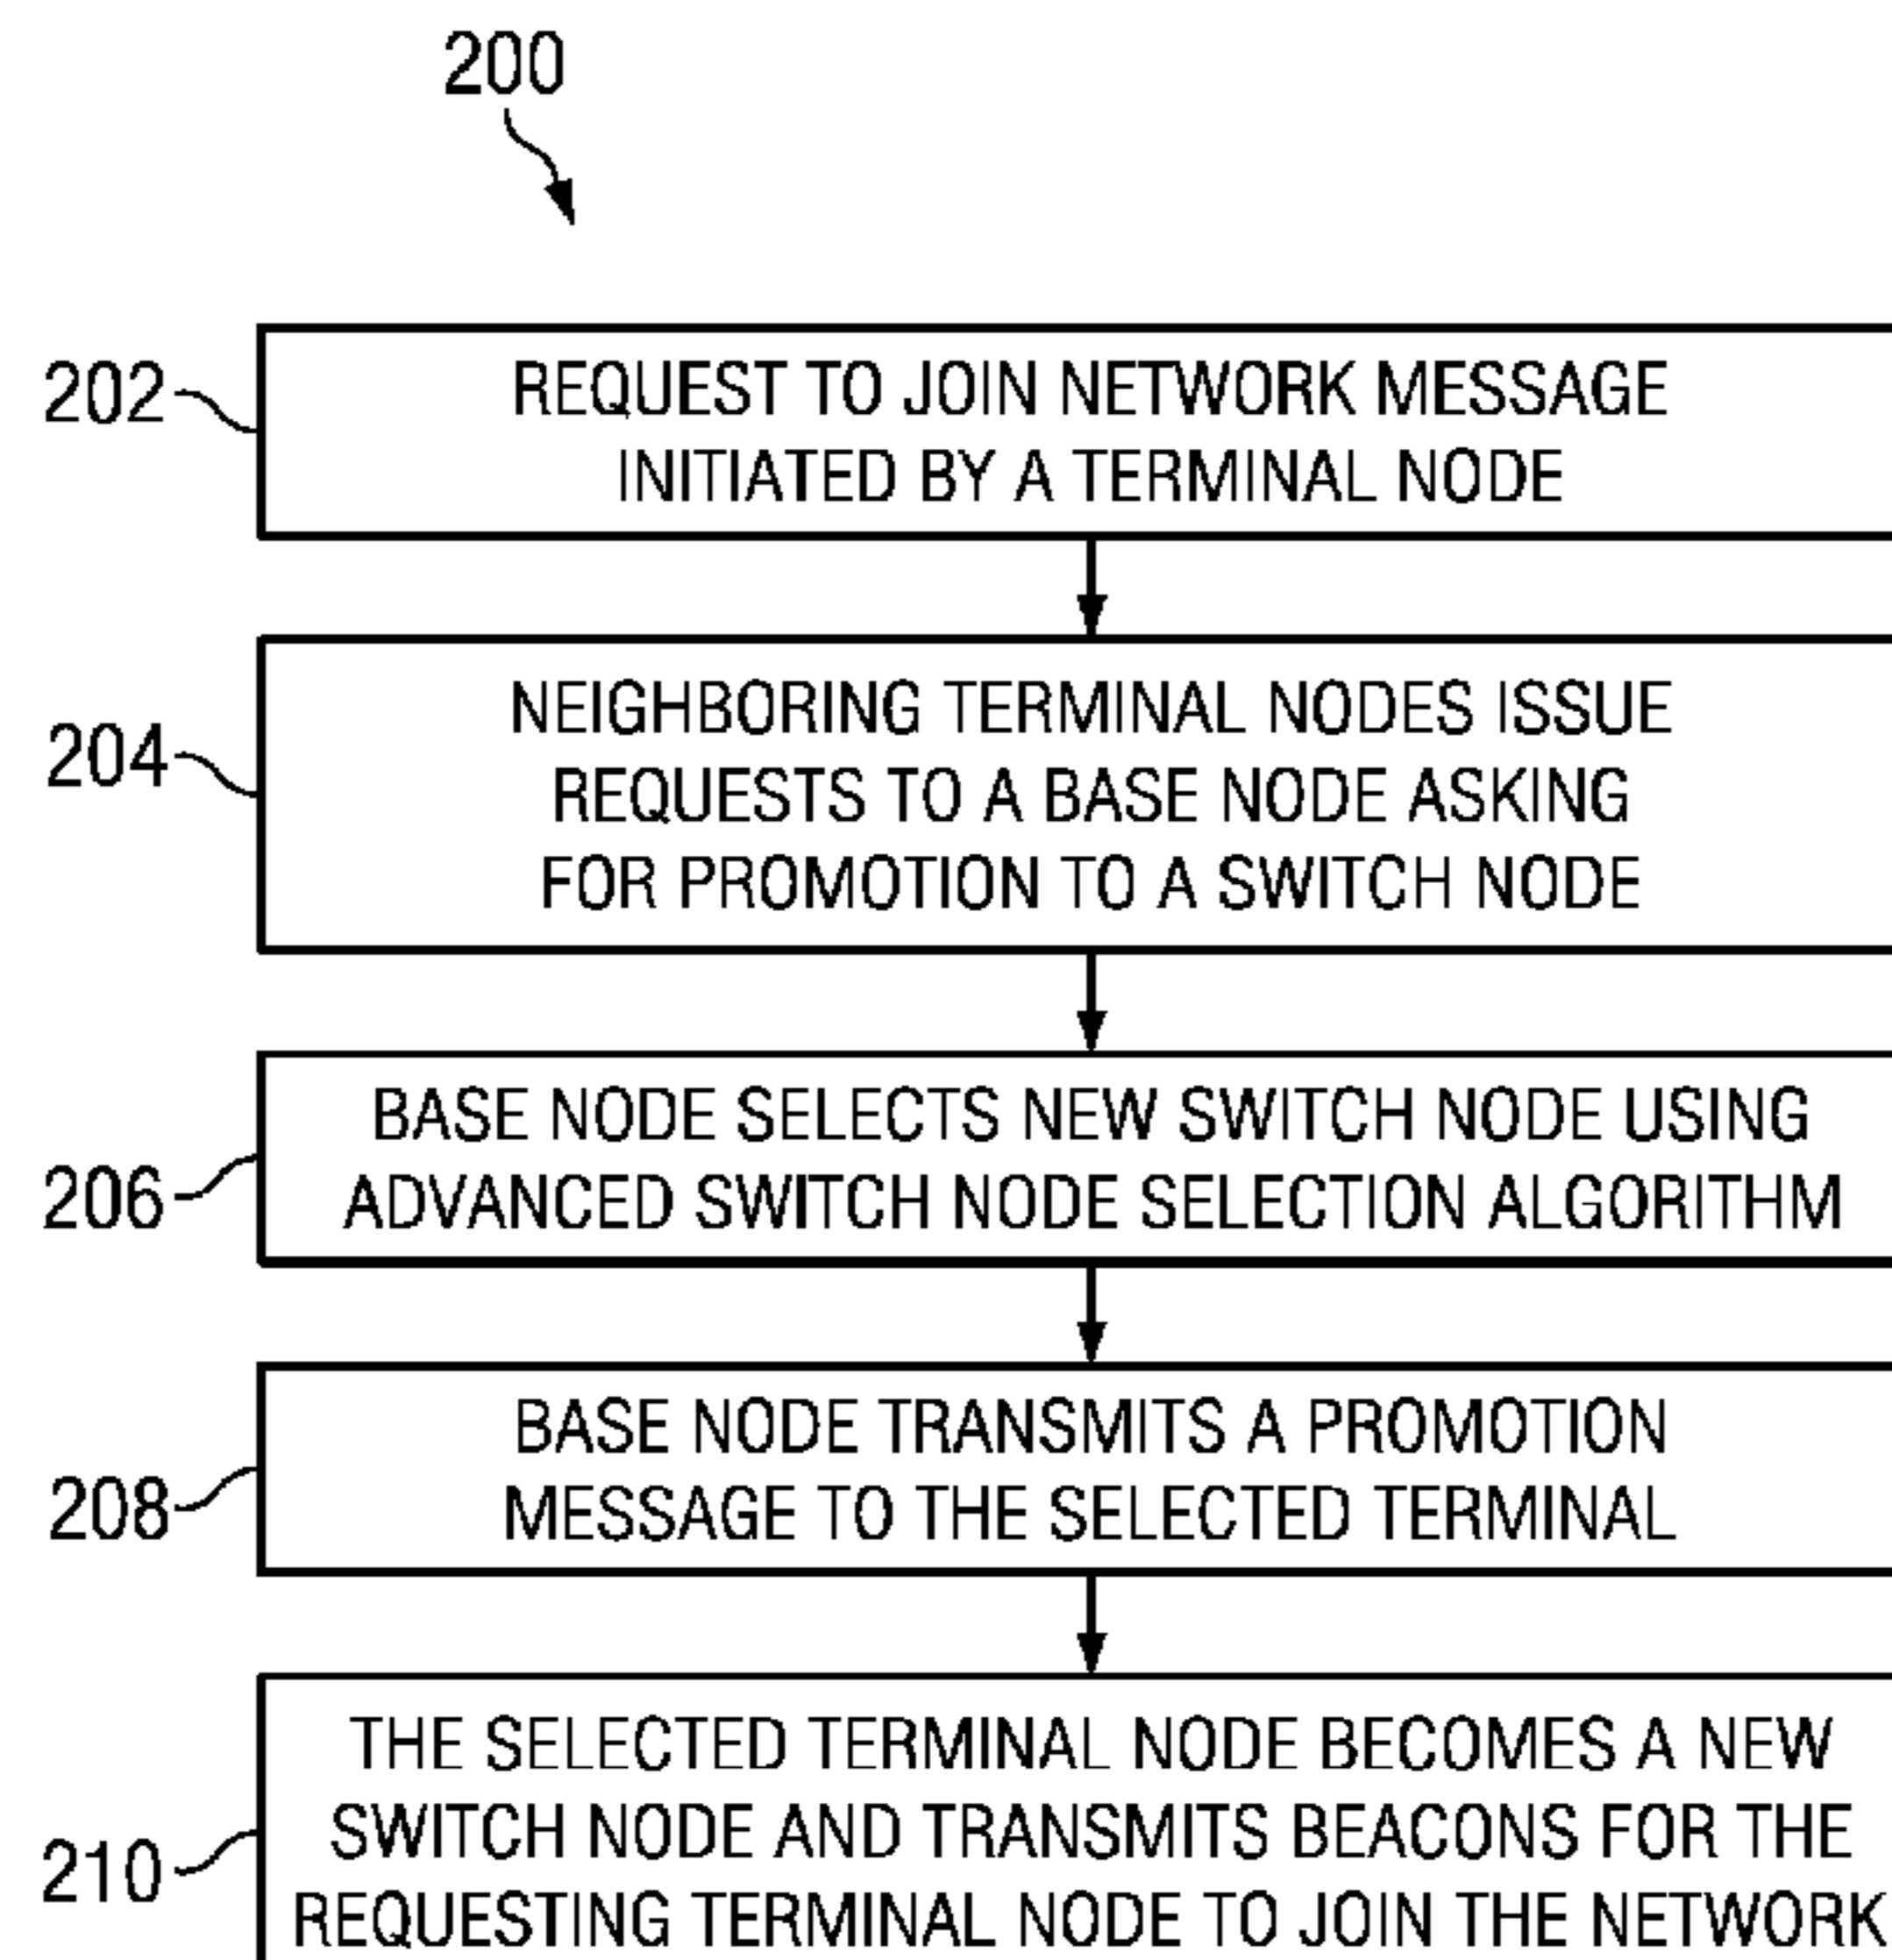 200
202
REQUEST TO JOIN NETWORK MESSAGE
INITIATED BY A TERMINAL NODE
204
NEIGHBORING TERMINAL NODES ISSUE
REQUESTS TO A BASE NODE ASKING
FOR PROMOTION TO A SWITCH NODE
206
BASE NODE SELECTS NEW SWITCH NODE USING
ADVANCED SWITCH NODE SELECTION ALGORITHM
208
BASE NODE TRANSMITS A PROMOTION
MESSAGE TO THE SELECTED TERMINAL
210
THE SELECTED TERMINAL NODE BECOMES A NEW
SWITCH NODE AND TRANSMITS BEACONS FOR THE
REQUESTING TERMINAL NODE TO JOIN THE NETWORK